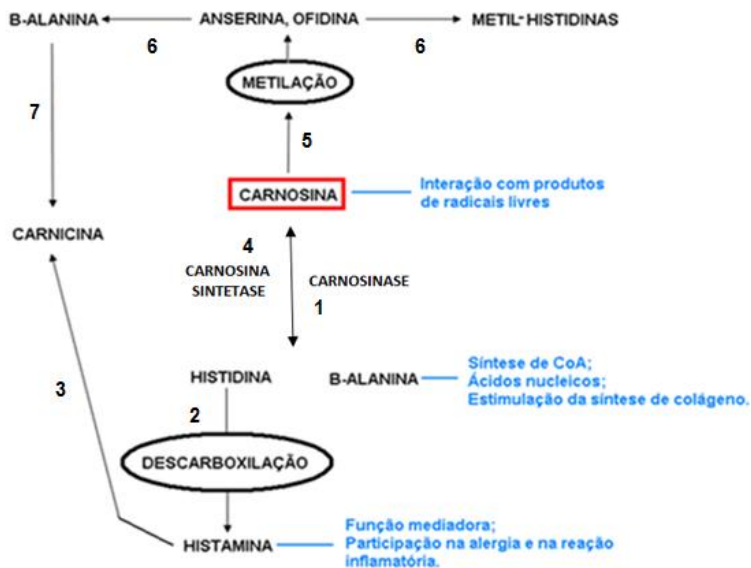 B-ALANINA
ANSERINA, OFIDINA
METIL-HISTIDINAS
6
6
METILAÇÃO
7
5
CARNOSINA
Interação com produtos
de radicais livres
CARNICINA
4
CARNOSINA
SINTETASE
CARNOSINASE
1
HISTIDINA
B-ALANINA
Síntese de CoA;
Ácidos nucleicos;
Estimulação da síntese de colágeno.
3
2
DESCARBOXILAÇÃO
HISTAMINA
Função mediadora;
Participação na alergia e na reação
inflamatória.